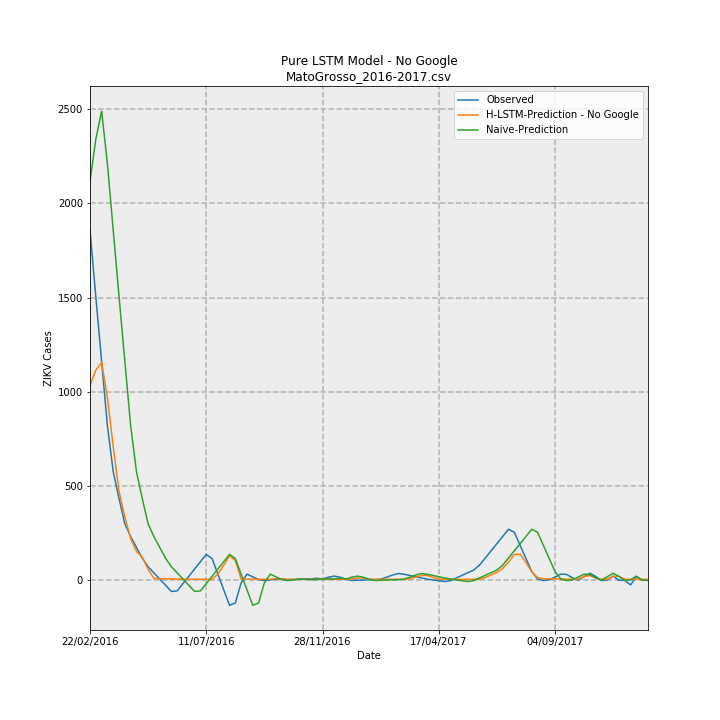 Pure LSTM Model - No Google
MatoGrosso_2016-2017.csv
Observed
H-LSTM-Prediction - No Google
Naive-Prediction
2500
2000
1500
1000
500
0
ZIKV Cases
22/02/2016
11/07/2016
28/11/2016
17/04/2017
04/09/2017
Date